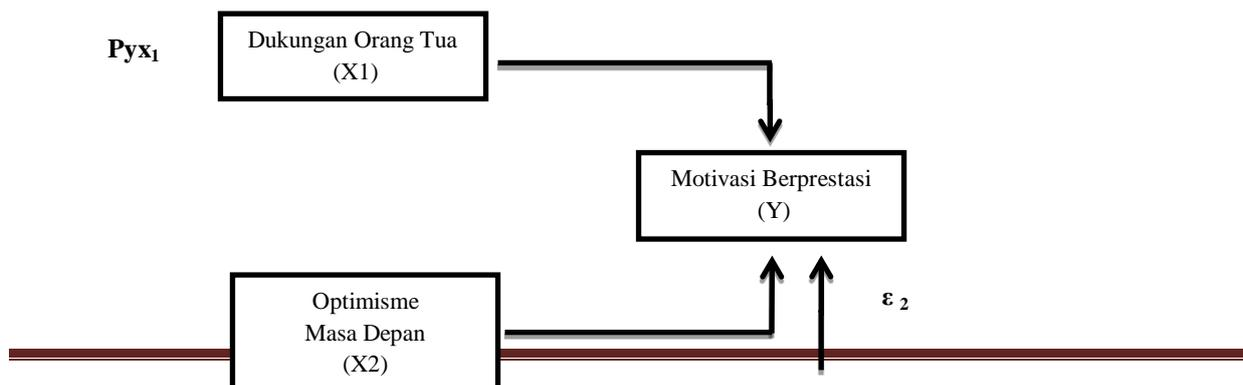 Pyx₁
Dukungan Orang Tua
(X1)
Motivasi Berprestasi
(Y)
Optimisme
Masa Depan
(X2)
ε ₂